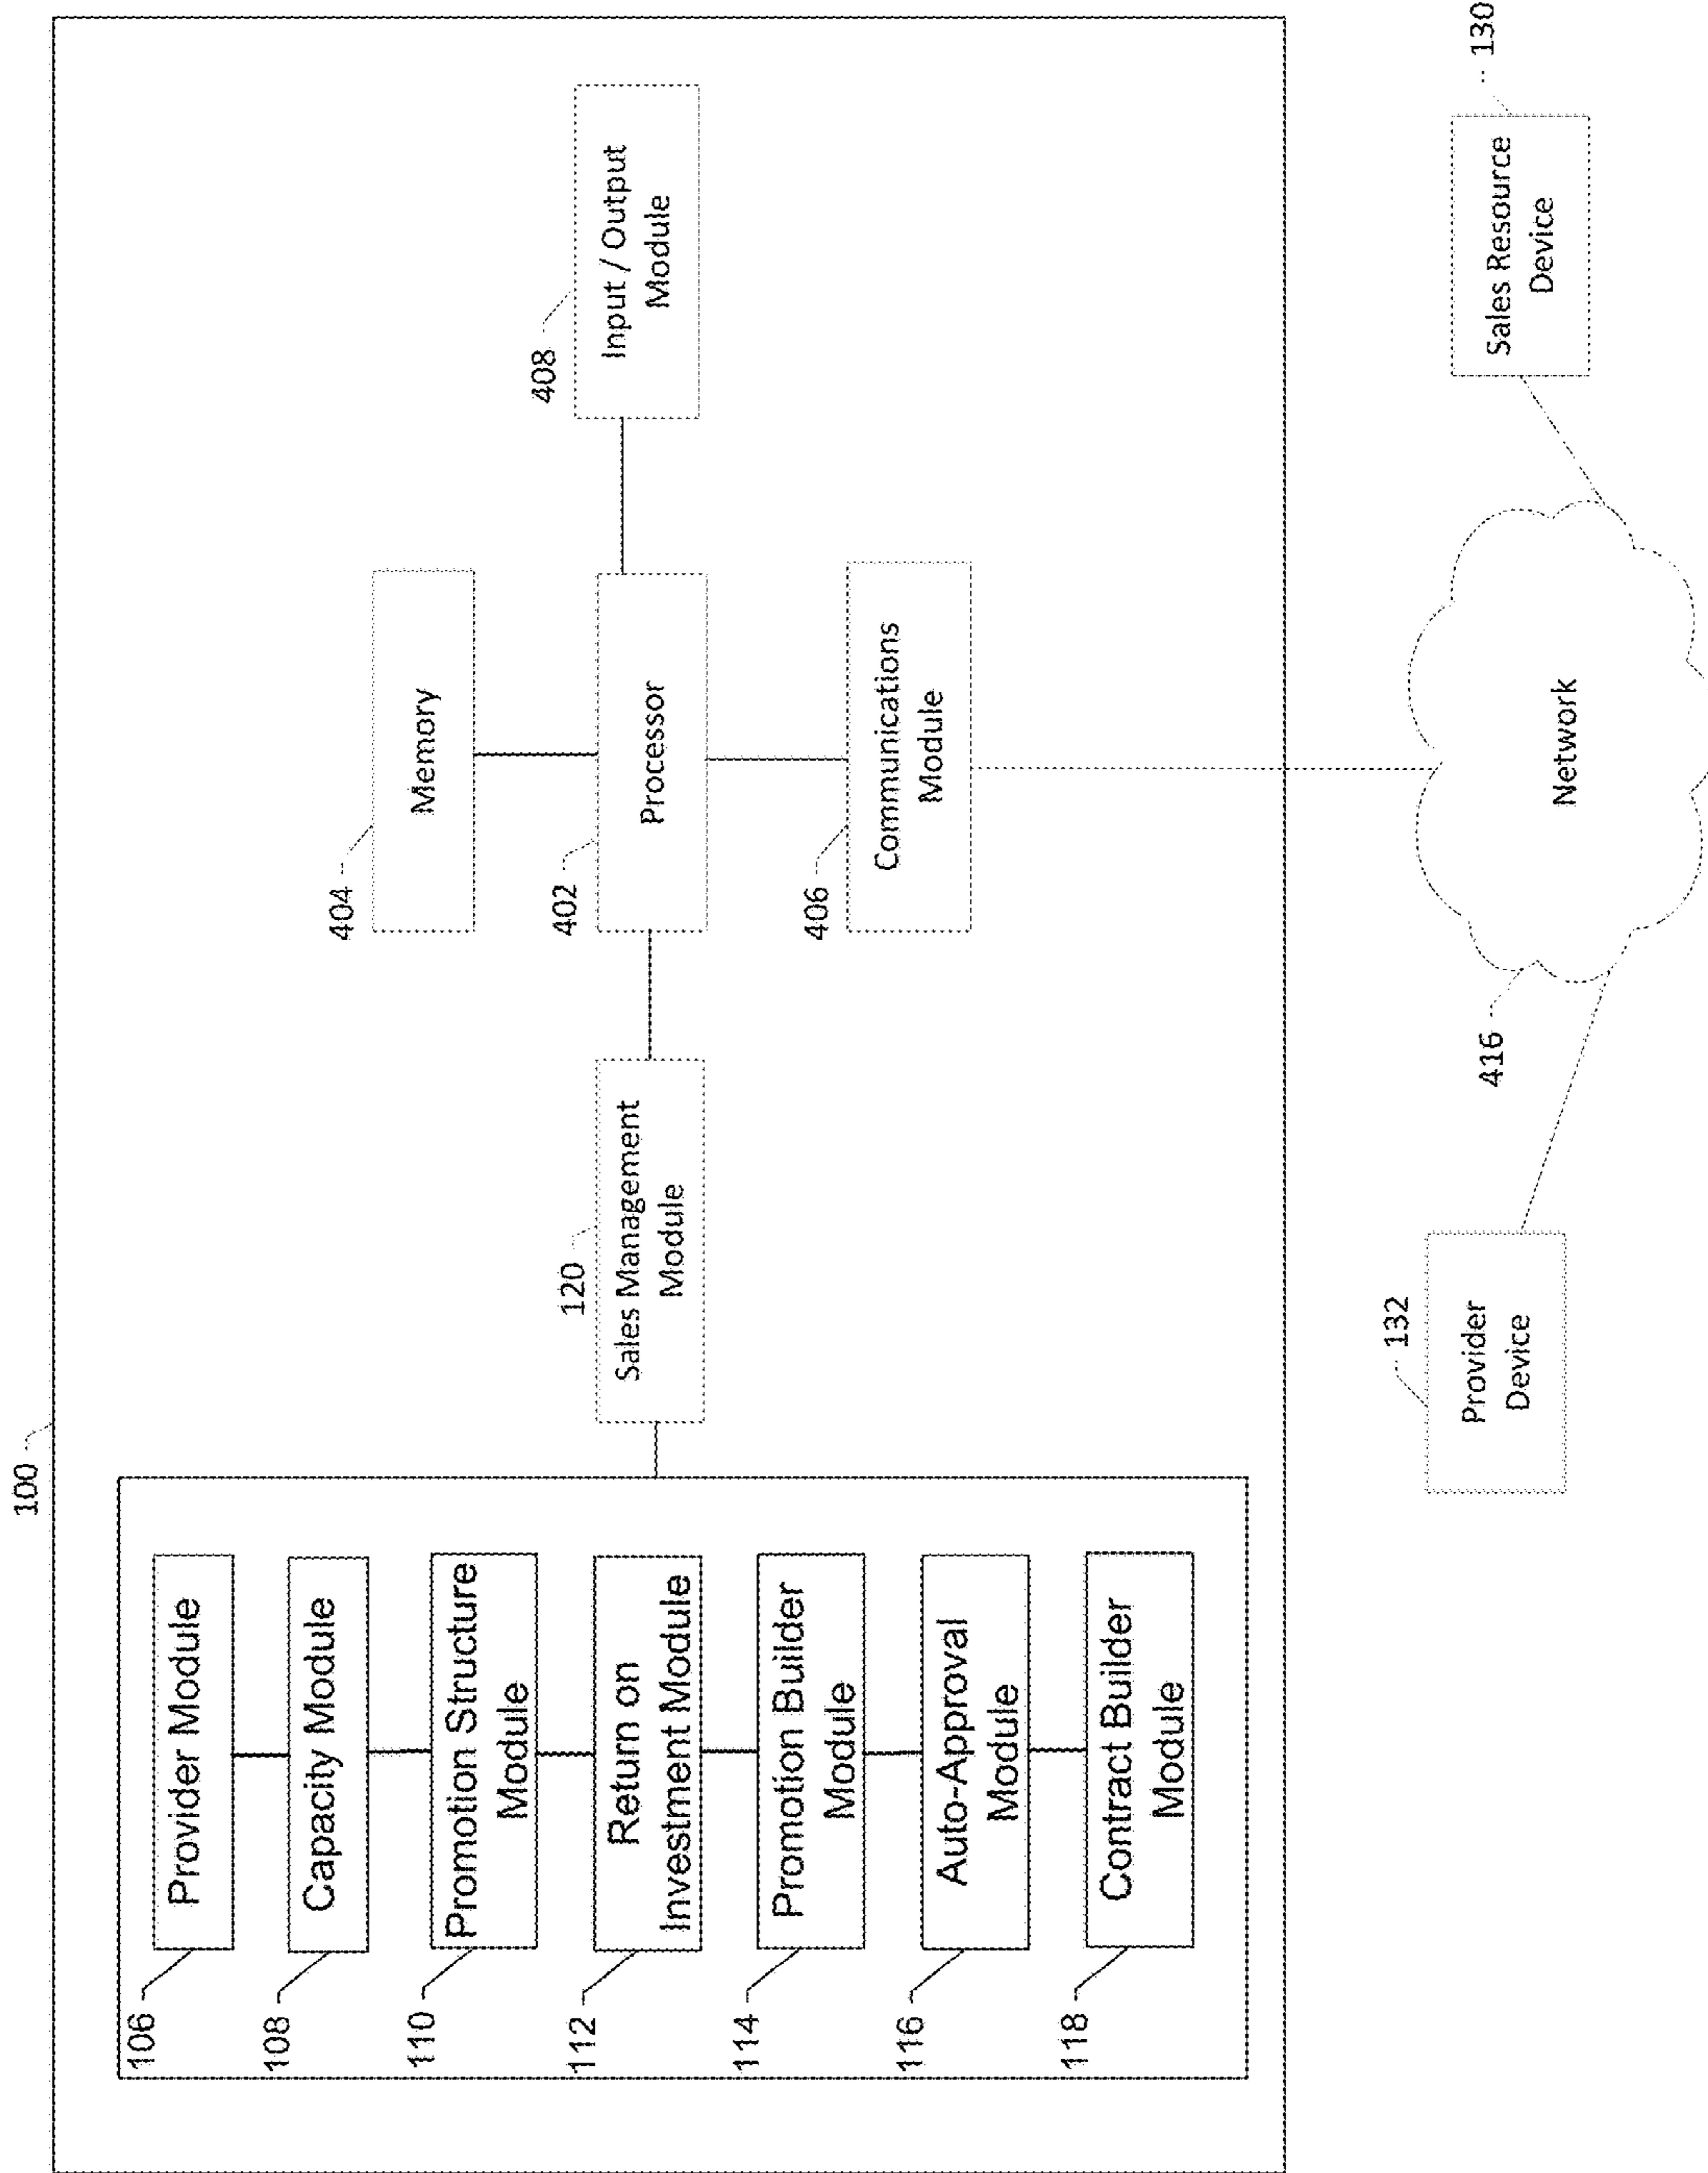 100
106
Provider Module
108
Capacity Module
110
Promotion Structure
Module
112
Return on
Investment Module
114
Promotion Builder
Module
116
Auto-Approval
Module
118
Contract Builder
Module
120
Sales Management
Module
404
Memory
402
Processor
406
Communications
Module
408
Input / Output
Module
132
Provider
Device
416
Network
130
Sales Resource
Device